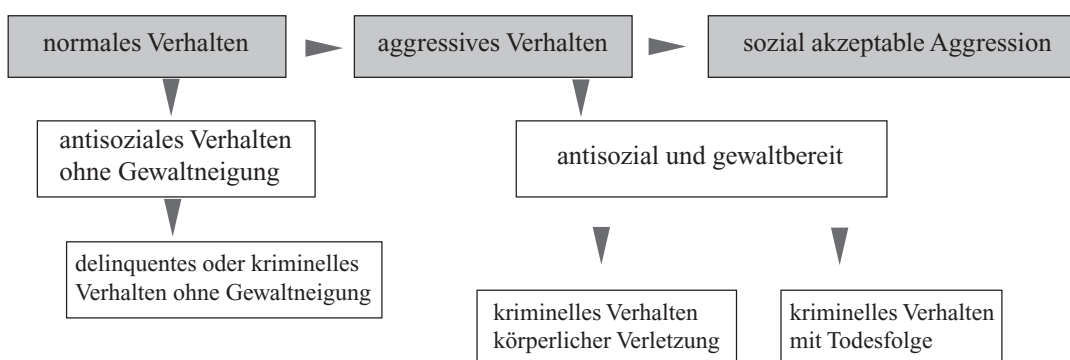 normales Verhalten
aggressives Verhalten
sozial akzeptable Aggression
antisoziales Verhalten
ohne Gewaltneigung
antisozial und gewaltbereit
delinquentes oder kriminelles
Verhalten ohne Gewaltneigung
kriminelles Verhalten
körperlicher Verletzung
kriminelles Verhalten
mit Todesfolge